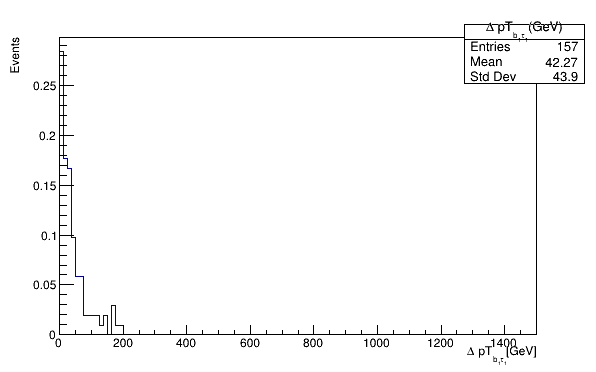 Δ pT_{b₁τ₁}(GeV)
Entries 157
Mean 42.27
Std Dev 43.9
Events
0.25
0.2
0.15
0.1
0.05
0
0 200 400 600 800 1000 1200 1400
Δ pT_{b₁τ₁}[GeV]